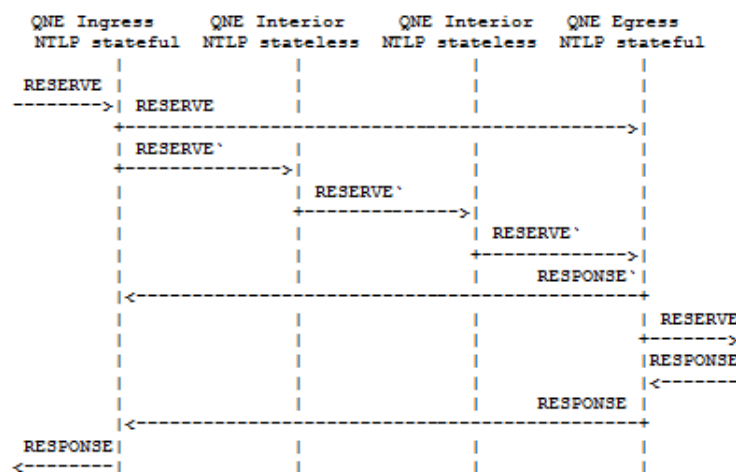 QNE Ingress QNE Interior QNE Interior QNE Egress
NTLP stateful NTLP stateless NTLP stateless NTLP stateful
RESERVE
RESERVE
RESERVE`
RESERVE`
RESERVE`
RESPONSE`
RESERVE
RESPONSE
RESPONSE
RESPONSE